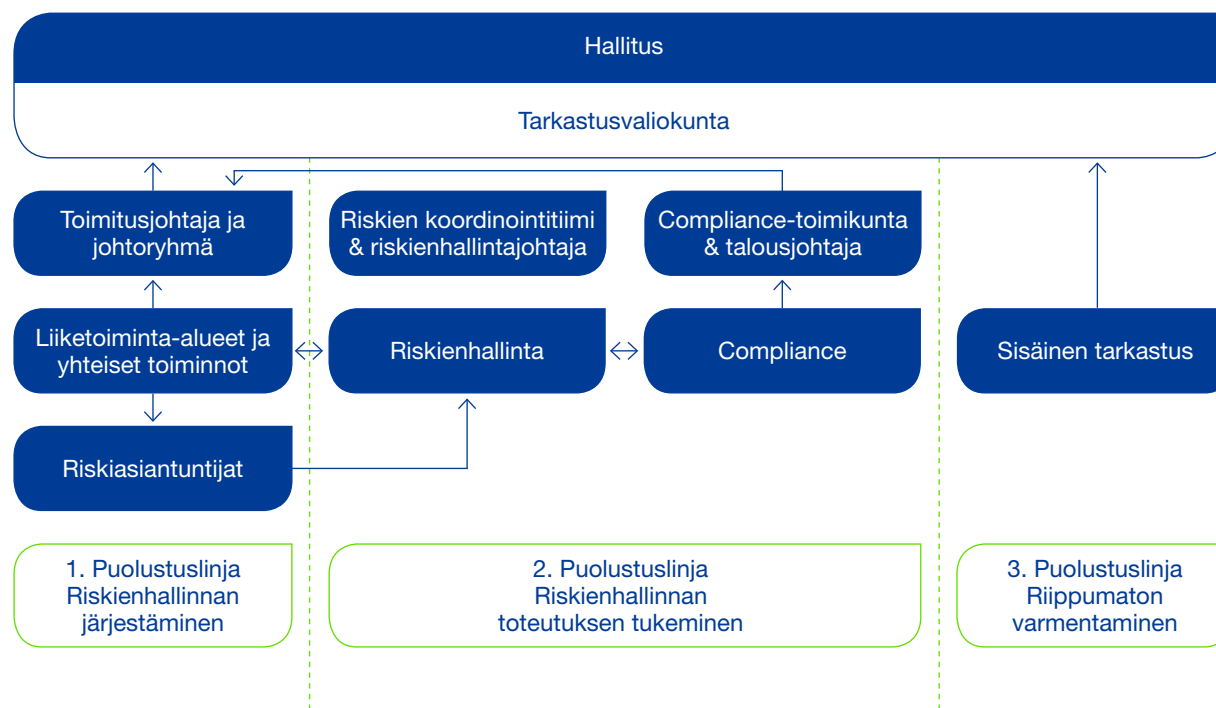 Hallitus
Tarkastusvaliokunta
Toimitusjohtaja ja
johtoryhmä
Riskien koordinointitiimi
& riskienhallintajohtaja
Compliance-toimikunta
& talousjohtaja
Liiketoiminta-alueet ja
yhteiset toiminnot
Riskienhallinta
Compliance
Sisäinen tarkastus
Riskiasiantuntijat
1. Puolustuslinja
Riskienhallinnan
järjestäminen
2. Puolustuslinja
Riskienhallinnan
toteutuksen tukeminen
3. Puolustuslinja
Riippumaton
varmentaminen